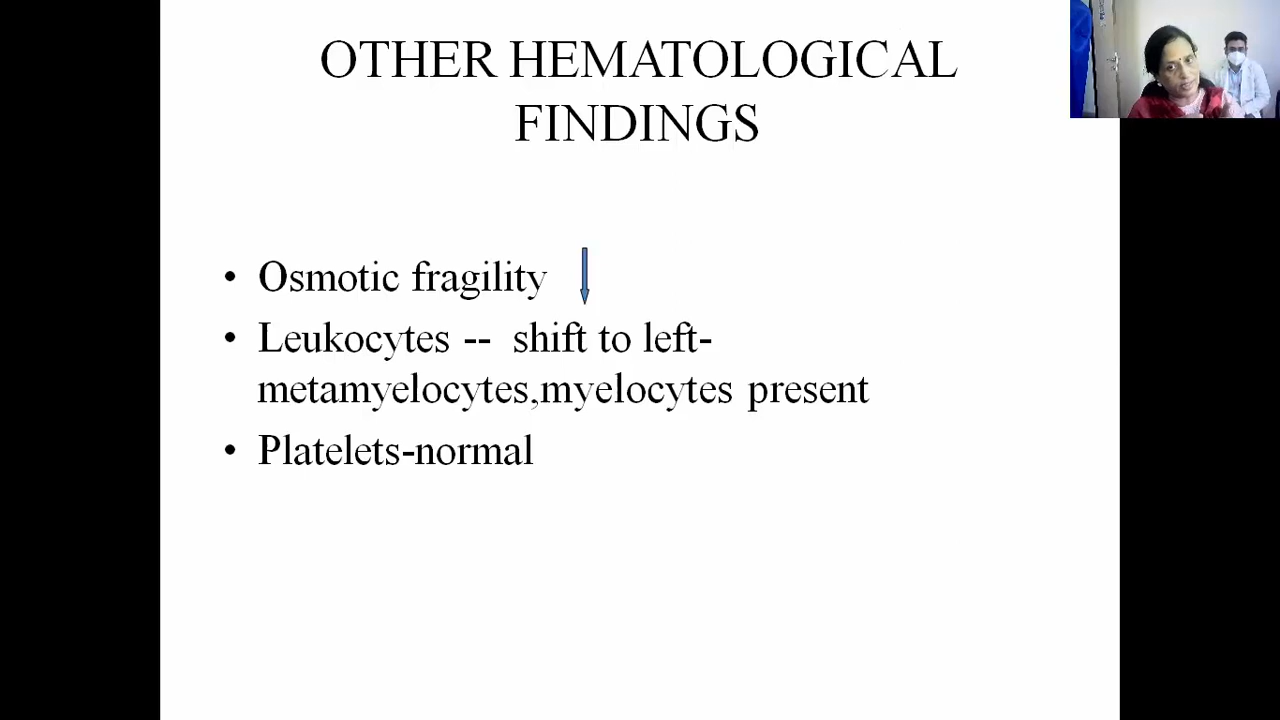 OTHER HEMATOLOGICAL
FINDINGS
• Osmotic fragility
• Leukocytes -- shift to left-
metamyelocytes,myelocytes present
• Platelets-normal